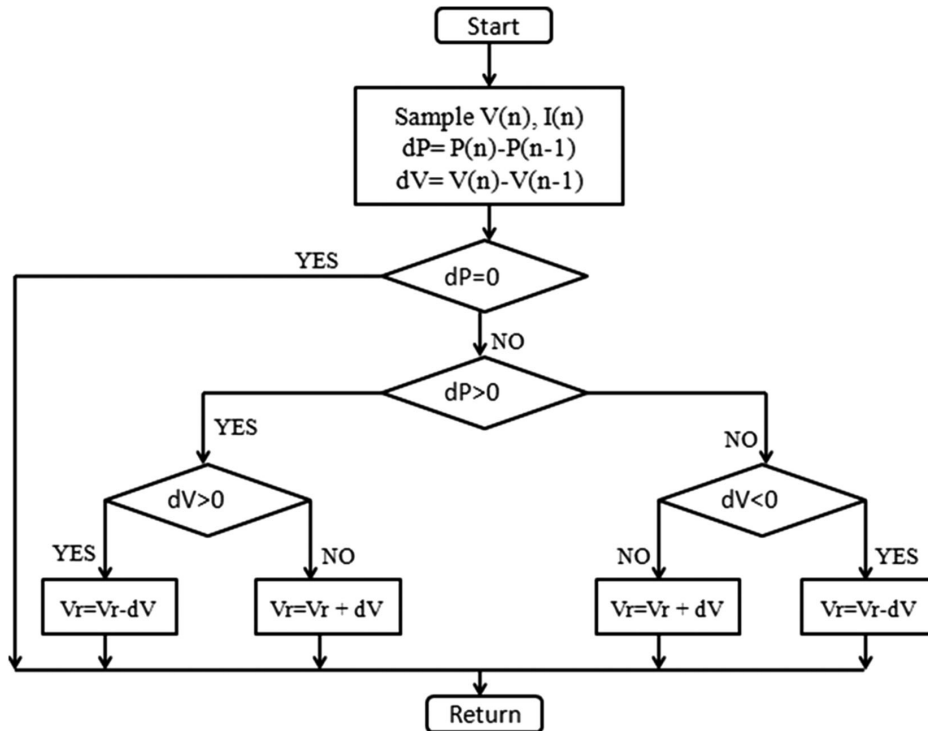 Start
Sample V(n), I(n)
dP= P(n)-P(n-1)
dV= V(n)-V(n-1)
YES
dP=0
NO
dP>0
YES
NO
dV>0
dV<0
YES
NO
NO
YES
Vr=Vr-dV
Vr=Vr + dV
Vr=Vr + dV
Vr=Vr-dV
Return